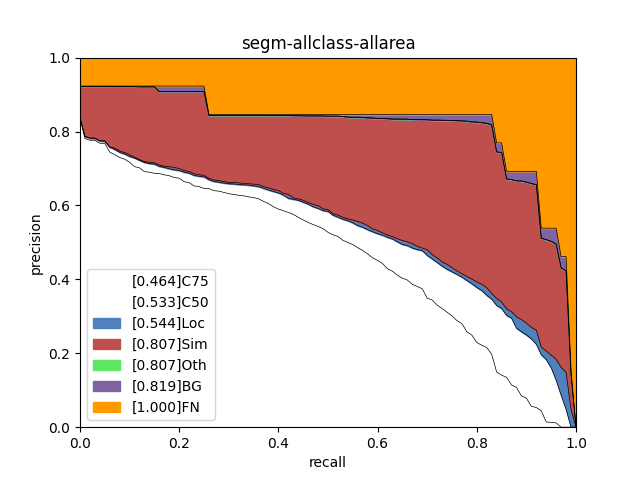 segm-allclass-allarea
1.0
0.8
0.6
0.4
0.2
0.0
precision
[0.464]C75
[0.533]C50
[0.544]Loc
[0.807]Sim
[0.807]Oth
[0.819]BG
[1.000]FN
0.0 0.2 0.4 0.6 0.8 1.0
recall